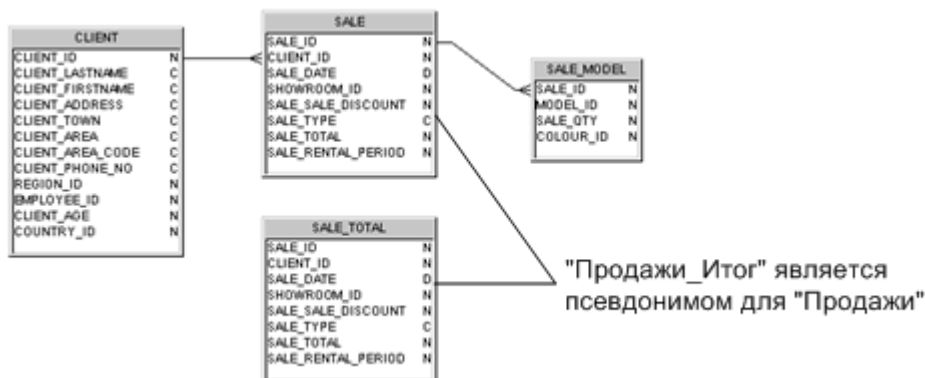 CLIENT
CLIENT_ID N
CLIENT_LASTNAME C
CLIENT_FIRSTNAME C
CLIENT_ADDRESS C
CLIENT_TOWN C
CLIENT_AREA C
CLIENT_AREA_CODE C
CLIENT_PHONE_NO C
REGION_ID N
EMPLOYEE_ID N
CLIENT_AGE N
COUNTRY_ID N
SALE
SALE_ID N
CLIENT_ID N
SALE_DATE D
SHOWROOM_ID N
SALE_SALE_DISCOUNT N
SALE_TYPE C
SALE_TOTAL N
SALE_RENTAL_PERIOD N
SALE_MODEL
SALE_ID N
MODEL_ID N
SALE_QTY N
COLOUR_ID N
SALE_TOTAL
SALE_ID N
CLIENT_ID N
SALE_DATE D
SHOWROOM_ID N
SALE_SALE_DISCOUNT N
SALE_TYPE C
SALE_TOTAL N
SALE_RENTAL_PERIOD N
"Продажи_Итог" является
псевдонимом для "Продажи"